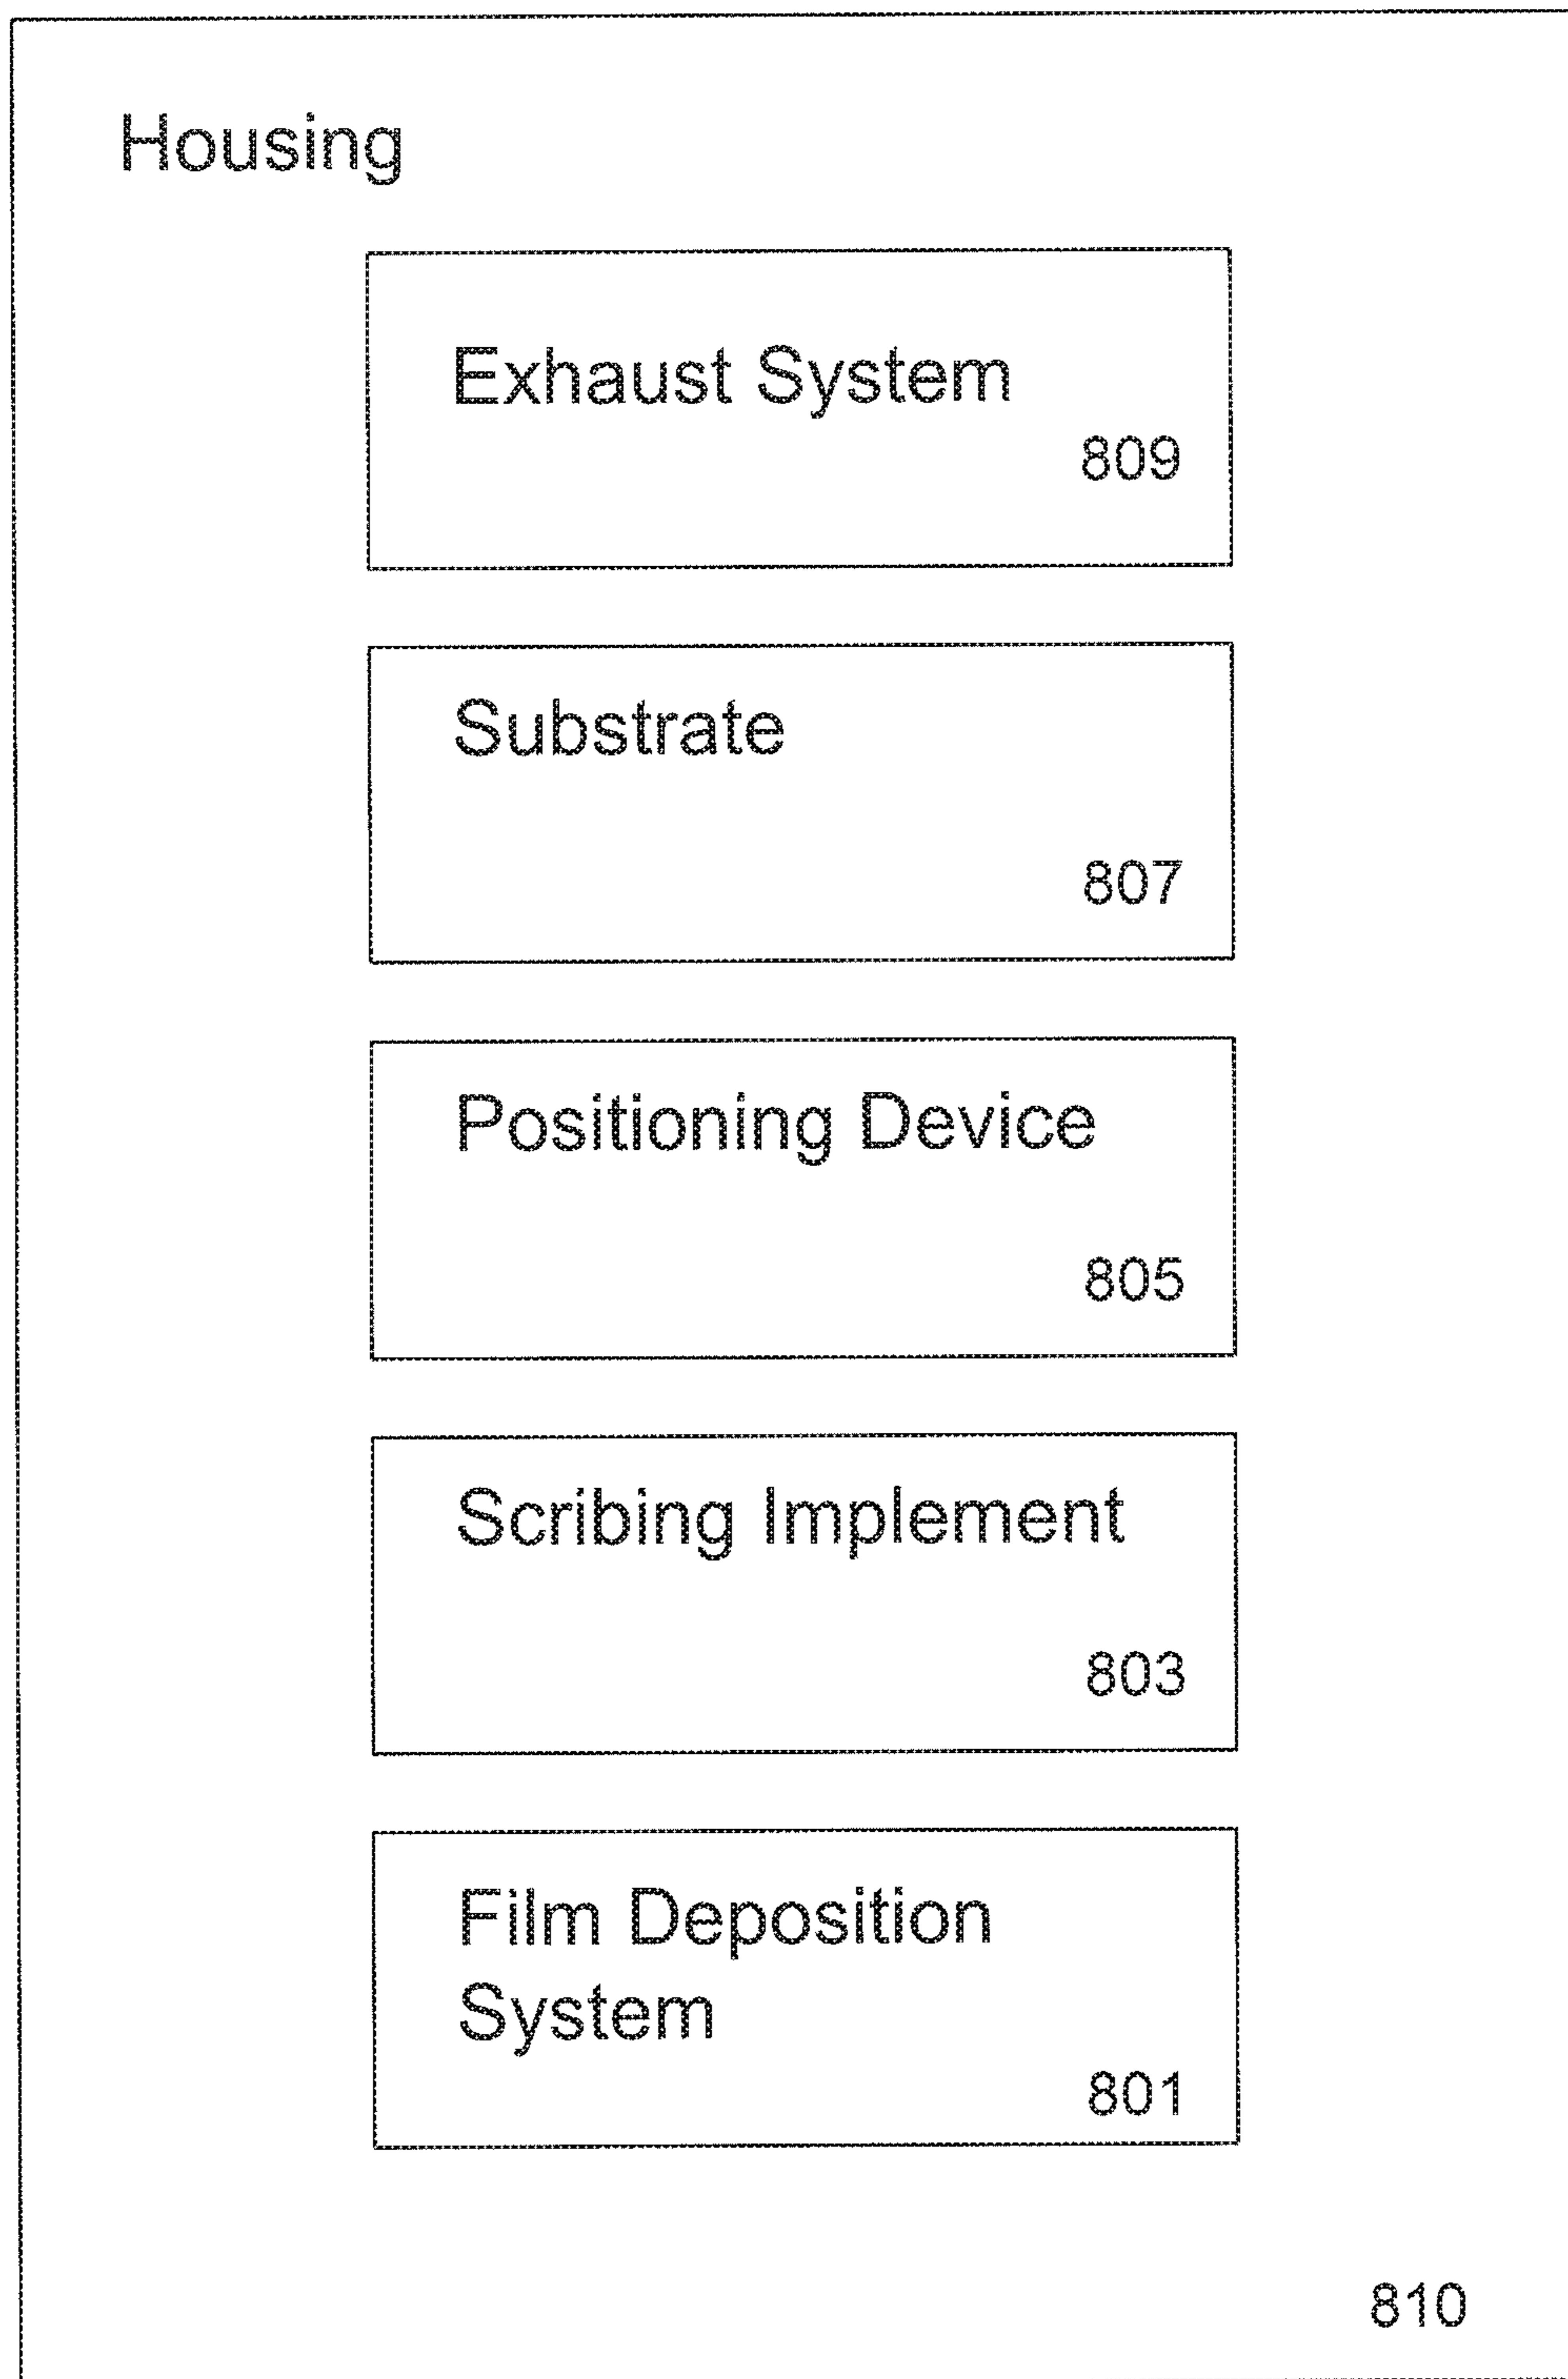 Housing
Exhaust System
809
Substrate
807
Positioning Device
805
Scribing Implement
803
Film Deposition
System
801
810